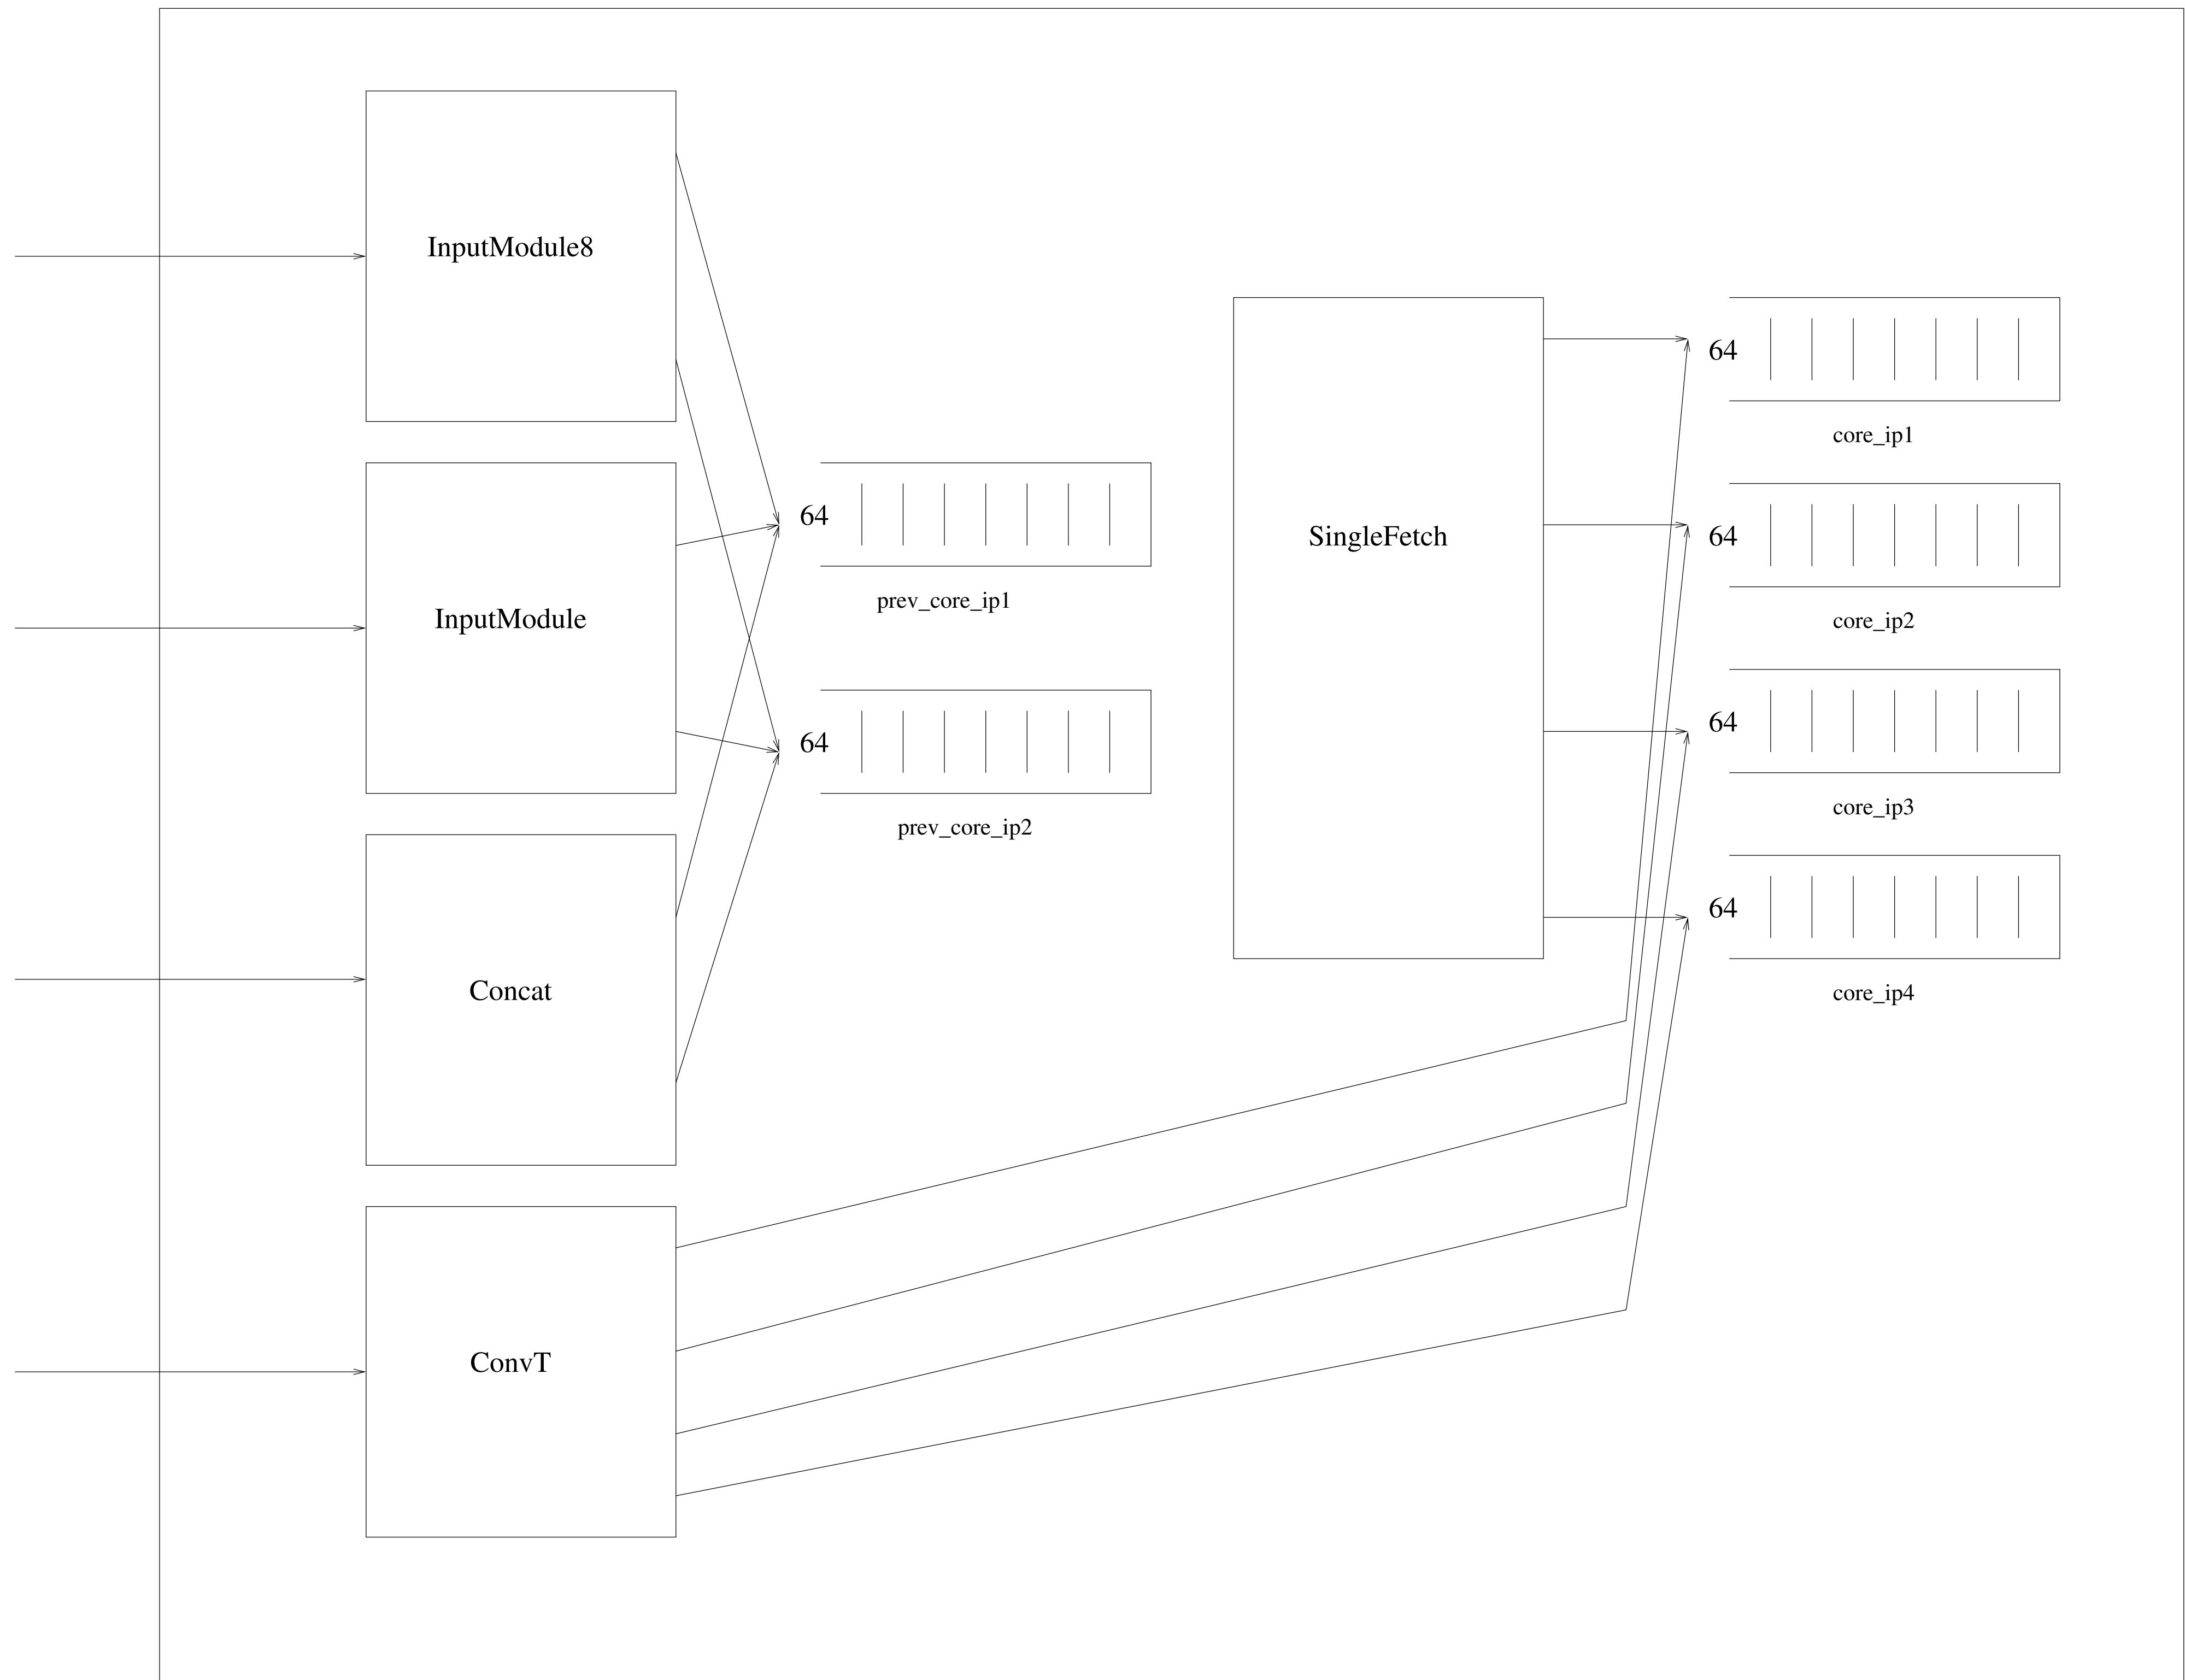 InputModule8
InputModule
Concat
ConvT
64
prev_core_ip1
64
prev_core_ip2
SingleFetch
64
core_ip1
64
core_ip2
64
core_ip3
64
core_ip4